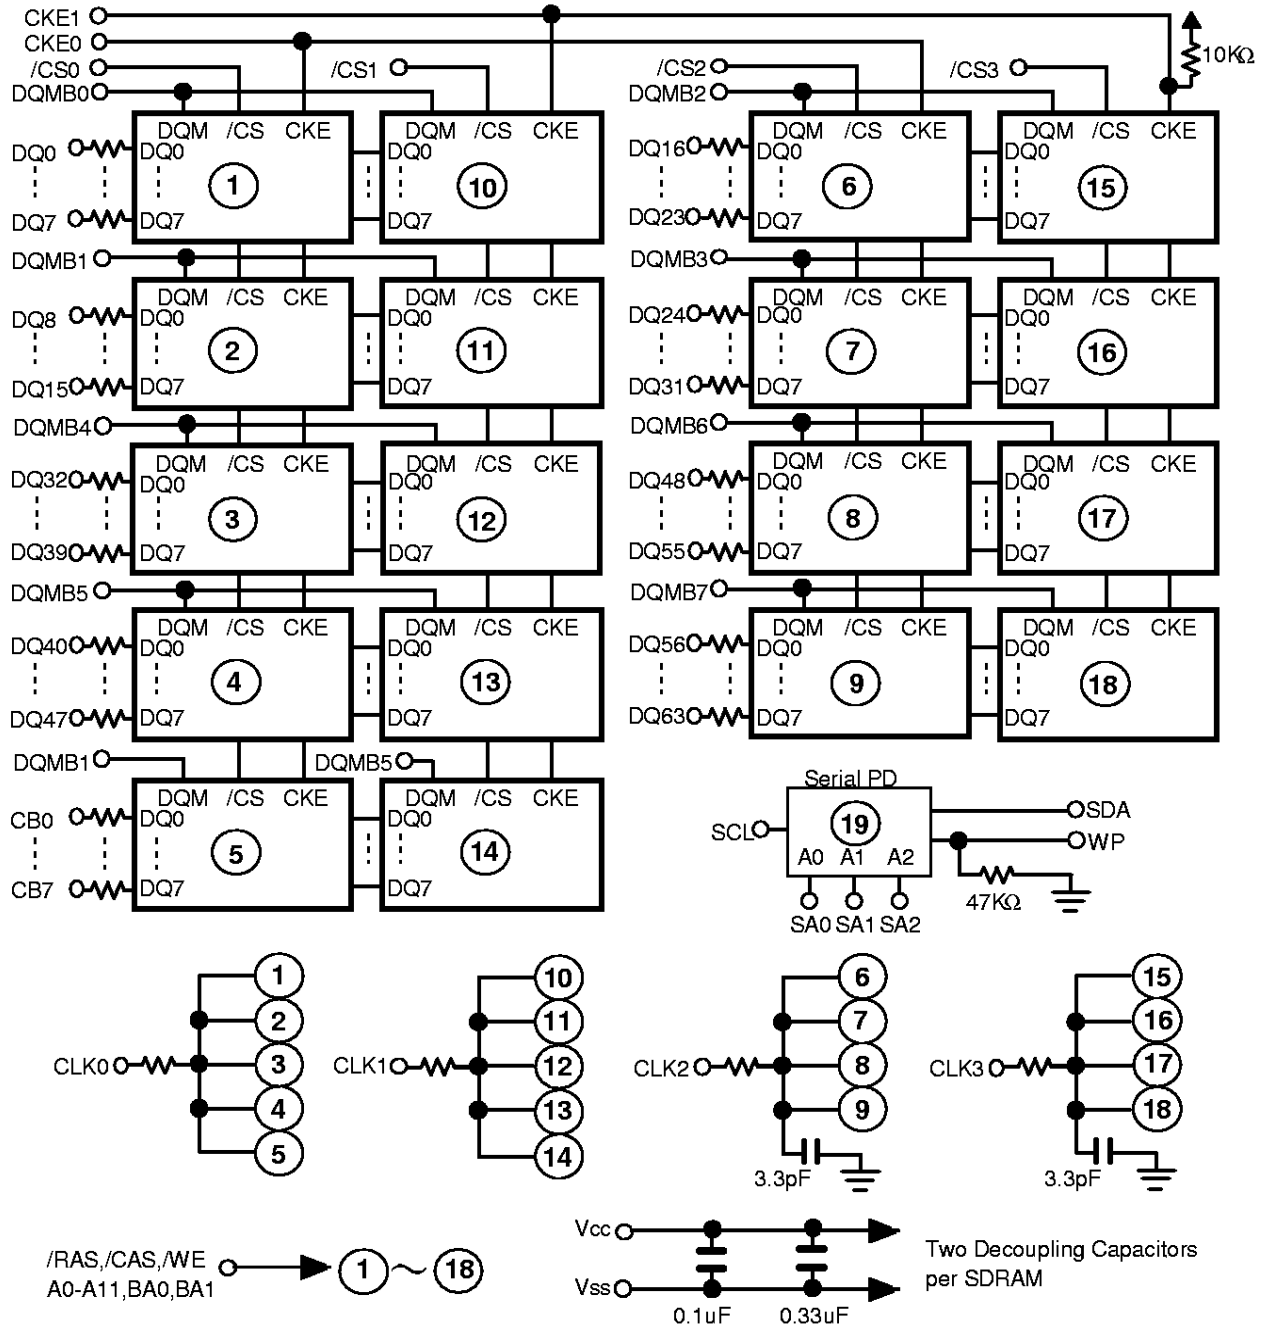 CKE1
CKE0
10KΩ
/CS0 /CS1 /CS2 /CS3
DQMB0 DQMB2
DQM /CS CKE DQM /CS CKE DQM /CS CKE DQM /CS CKE
DQ0 DQ0 DQ0 DQ16 DQ0 DQ0
1 10 6 15
DQ7 DQ7 DQ7 DQ23 DQ7 DQ7
DQMB1 DQMB3
DQM /CS CKE DQM /CS CKE DQM /CS CKE DQM /CS CKE
DQ8 DQ0 DQ0 DQ24 DQ0 DQ0
2 11 7 16
DQ15 DQ7 DQ7 DQ31 DQ7 DQ7
DQMB4 DQMB6
DQM /CS CKE DQM /CS CKE DQM /CS CKE DQM /CS CKE
DQ32 DQ0 DQ0 DQ48 DQ0 DQ0
3 12 8 17
DQ39 DQ7 DQ7 DQ55 DQ7 DQ7
DQMB5 DQMB7
DQM /CS CKE DQM /CS CKE DQM /CS CKE DQM /CS CKE
DQ40 DQ0 DQ0 DQ56 DQ0 DQ0
4 13 9 18
DQ47 DQ7 DQ7 DQ63 DQ7 DQ7
DQMB1 DQMB5
DQM /CS CKE DQM /CS CKE
CB0 DQ0 DQ0
5 14
CB7 DQ7 DQ7
Serial PD
SCL 19 SDA
WP
A0 A1 A2
47KΩ
SA0 SA1 SA2
1 10 6 15
2 11 7 16
CLK0 3 CLK1 12 CLK2 8 CLK3 17
4 13 9 18
5 14
3.3pF 3.3pF
/RAS,/CAS,/WE
A0-A11,BA0,BA1
1 ~ 18
Vcc
Vss
0.1uF 0.33uF
Two Decoupling Capacitors
per SDRAM